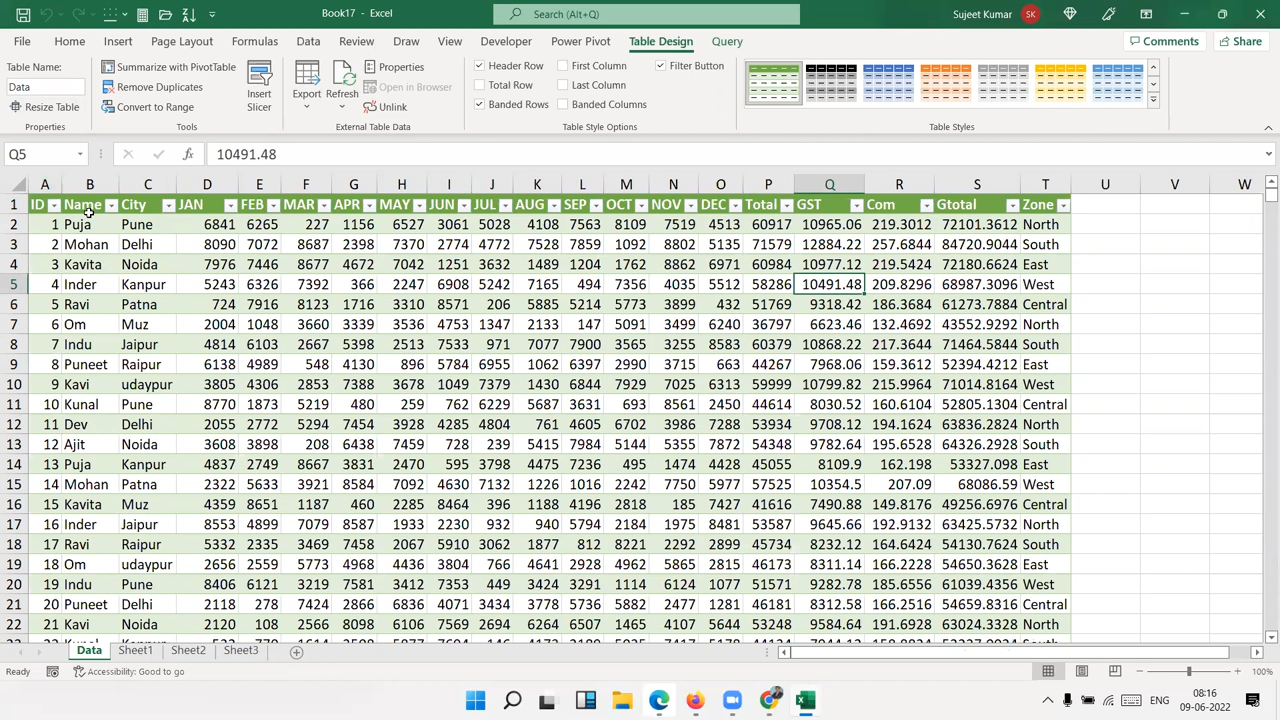 Book17 - Excel
Search (Alt+Q)
Sujeet Kumar SK
File Home Insert Page Layout Formulas Data Review View Developer Power Pivot Table Design Query Comments Share
Table Name:
Data
Resize Table
Properties
Summarize with PivotTable
Remove Duplicates
Convert to Range
Tools
Insert
Slicer
Export
Refresh
Properties
Open in Browser
Unlink
External Table Data
Header Row First Column Filter Button
Total Row Last Column
Banded Rows Banded Columns
Table Style Options
Table Styles
Q5 fx 10491.48
A B C D E F G H I J K L M N O P Q R S T U V W
1 ID Name City JAN FEB MAR APR MAY JUN JUL AUG SEP OCT NOV DEC Total GST Com Gtotal Zone
2 1 Puja Pune 6841 6265 227 1156 6527 3061 5028 4108 7563 8109 7519 4513 60917 10965.06 219.3012 72101.3612 North
3 2 Mohan Delhi 8090 7072 8687 2398 7370 2774 4772 7528 7859 1092 8802 5135 71579 12884.22 257.6844 84720.9044 South
4 3 Kavita Noida 7976 7446 8677 4672 7042 1251 3632 1489 1204 1762 8862 6971 60984 10977.12 219.5424 72180.6624 East
5 4 Inder Kanpur 5243 6326 7392 366 2247 6908 5242 7165 494 7356 4035 5512 58286 10491.48 209.8296 68987.3096 West
6 5 Ravi Patna 724 7916 8123 1716 3310 8571 206 5885 5214 5773 3899 432 51769 9318.42 186.3684 61273.7884 Central
7 6 Om Muz 2004 1048 3660 3339 3536 4753 1347 2133 147 5091 3499 6240 36797 6623.46 132.4692 43552.9292 North
8 7 Indu Jaipur 4814 6103 2667 5398 2513 7533 971 7077 7900 3565 3255 8583 60379 10868.22 217.3644 71464.5844 South
9 8 Puneet Raipur 6138 4989 548 4130 896 5784 6955 1062 6397 2990 3715 663 44267 7968.06 159.3612 52394.4212 East
10 9 Kavi udaypur 3805 4306 2853 7388 3678 1049 7379 1430 6844 7929 7025 6313 59999 10799.82 215.9964 71014.8164 West
11 10 Kunal Pune 8770 1873 5219 480 259 762 6229 5687 3631 693 8561 2450 44614 8030.52 160.6104 52805.1304 Central
12 11 Dev Delhi 2055 2772 5294 7454 3928 4285 4804 761 4605 6702 3986 7288 53934 9708.12 194.1624 63836.2824 North
13 12 Ajit Noida 3608 3898 208 6438 7459 728 239 5415 7984 5144 5355 7872 54348 9782.64 195.6528 64326.2928 South
14 13 Puja Kanpur 4837 2749 8667 3831 2470 595 3798 4475 7236 495 1474 4428 45055 8109.9 162.198 53327.098 East
15 14 Mohan Patna 2322 5633 3921 8584 7092 4630 7132 1226 1016 2242 7750 5977 57525 10354.5 207.09 68086.59 West
16 15 Kavita Muz 4359 8651 1187 460 2285 8464 396 1188 4196 2818 185 7427 41616 7490.88 149.8176 49256.6976 Central
17 16 Inder Jaipur 8553 4899 7079 8587 1933 2230 932 940 5794 2184 1975 8481 53587 9645.66 192.9132 63425.5732 North
18 17 Ravi Raipur 5332 2335 3469 7458 2067 5910 3062 1877 812 8221 2292 2899 45734 8232.12 164.6424 54130.7624 South
19 18 Om udaypur 2656 2559 5773 4968 4436 3804 766 4641 2928 4962 5865 2815 46173 8311.14 166.2228 54650.3628 East
20 19 Indu Pune 8406 6121 3219 7581 3412 7353 449 3424 3291 1114 6124 1077 51571 9282.78 185.6556 61039.4356 West
21 20 Puneet Delhi 2118 278 7424 2866 6836 4071 3434 3778 5736 5882 2477 1281 46181 8312.58 166.2516 54659.8316 Central
22 21 Kavi Noida 2120 108 2566 8098 6106 7569 2694 6264 6507 1465 4107 5644 53248 9584.64 191.6928 63024.3328 North
Data Sheet1 Sheet2 Sheet3
Ready Accessibility: Good to go 100%
ENG 08:16
09-06-2022